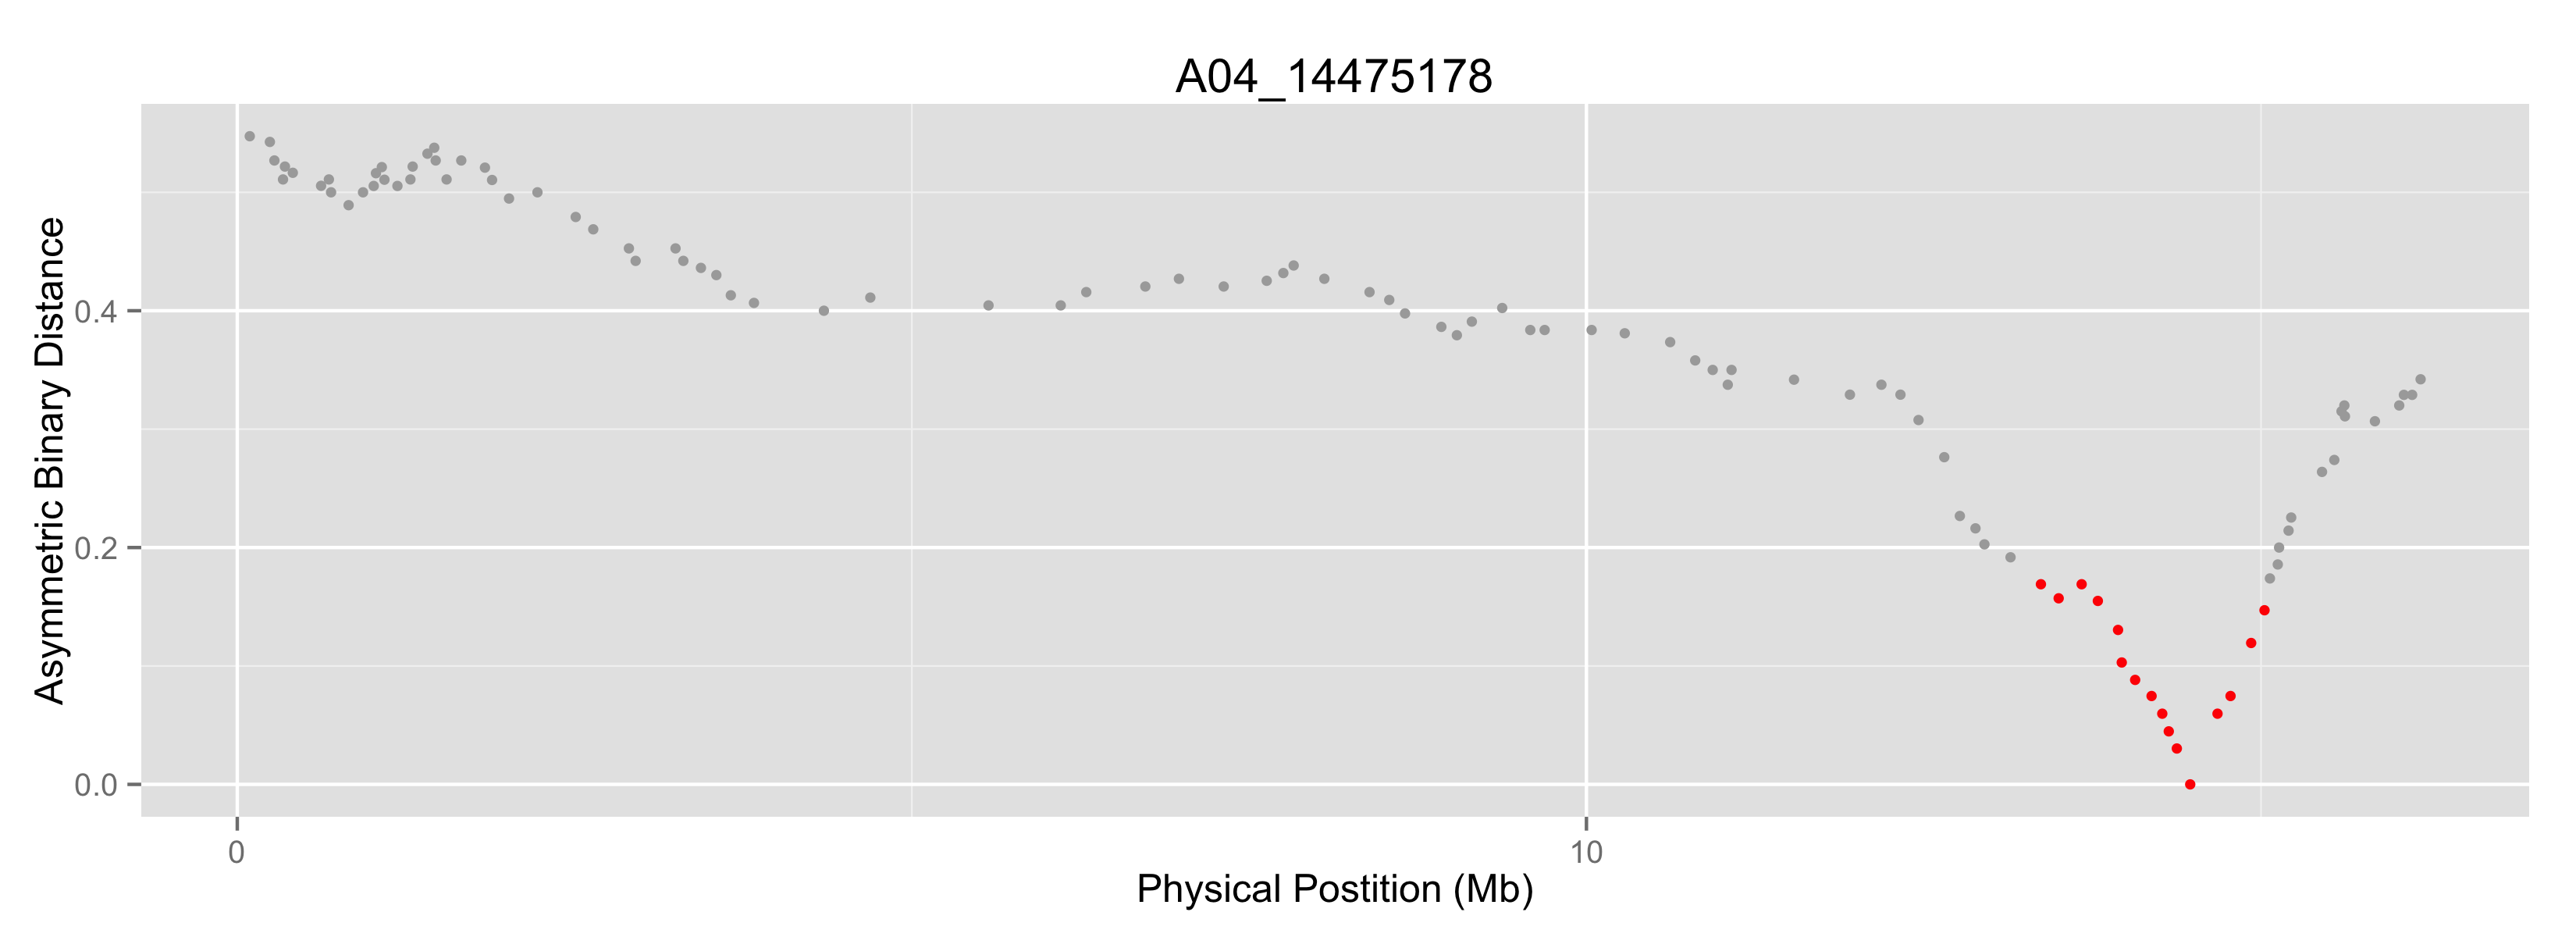 A04_14475178
Asymmetric Binary Distance
0.4
0.2
0.0
0
10
Physical Postition (Mb)